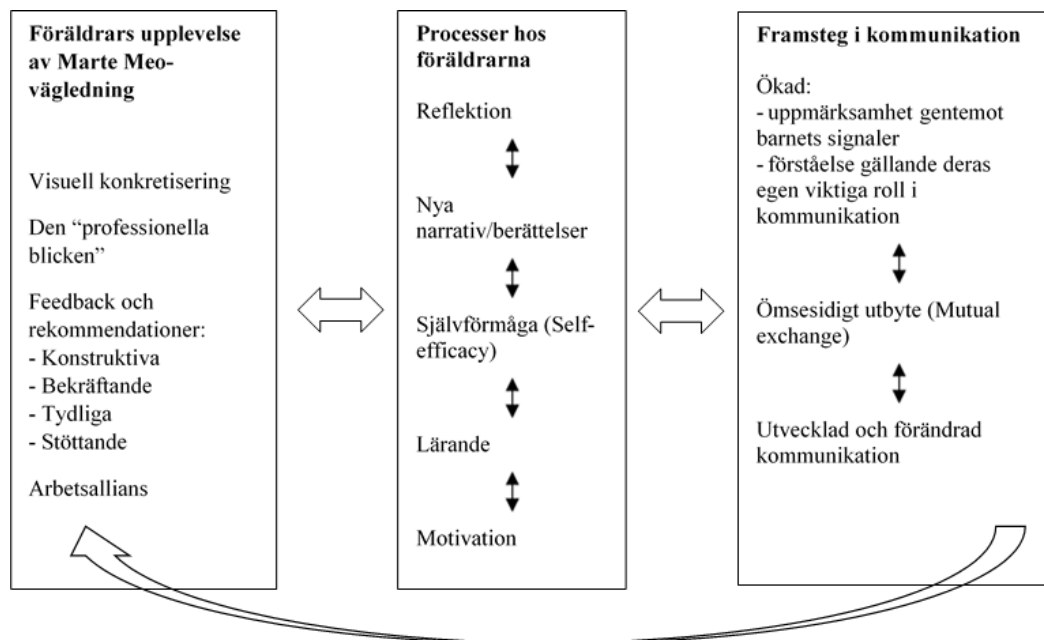 Föräldrars upplevelse
av Marte Meo-
vägledning
Visuell konkretisering
Den “professionella
blicken”
Feedback och
rekommendationer:
- Konstruktiva
- Bekräftande
- Tydliga
- Stöttande
Arbetsallians
Processer hos
föräldrarna
Reflektion
Nya
narrativ/berättelser
Självförmåga (Self-
efficacy)
Lärande
Motivation
Framsteg i kommunikation
Ökad:
- uppmärksamhet gentemot
barnets signaler
- förståelse gällande deras
egen viktiga roll i
kommunikation
Ömsesidigt utbyte (Mutual
exchange)
Utvecklad och förändrad
kommunikation